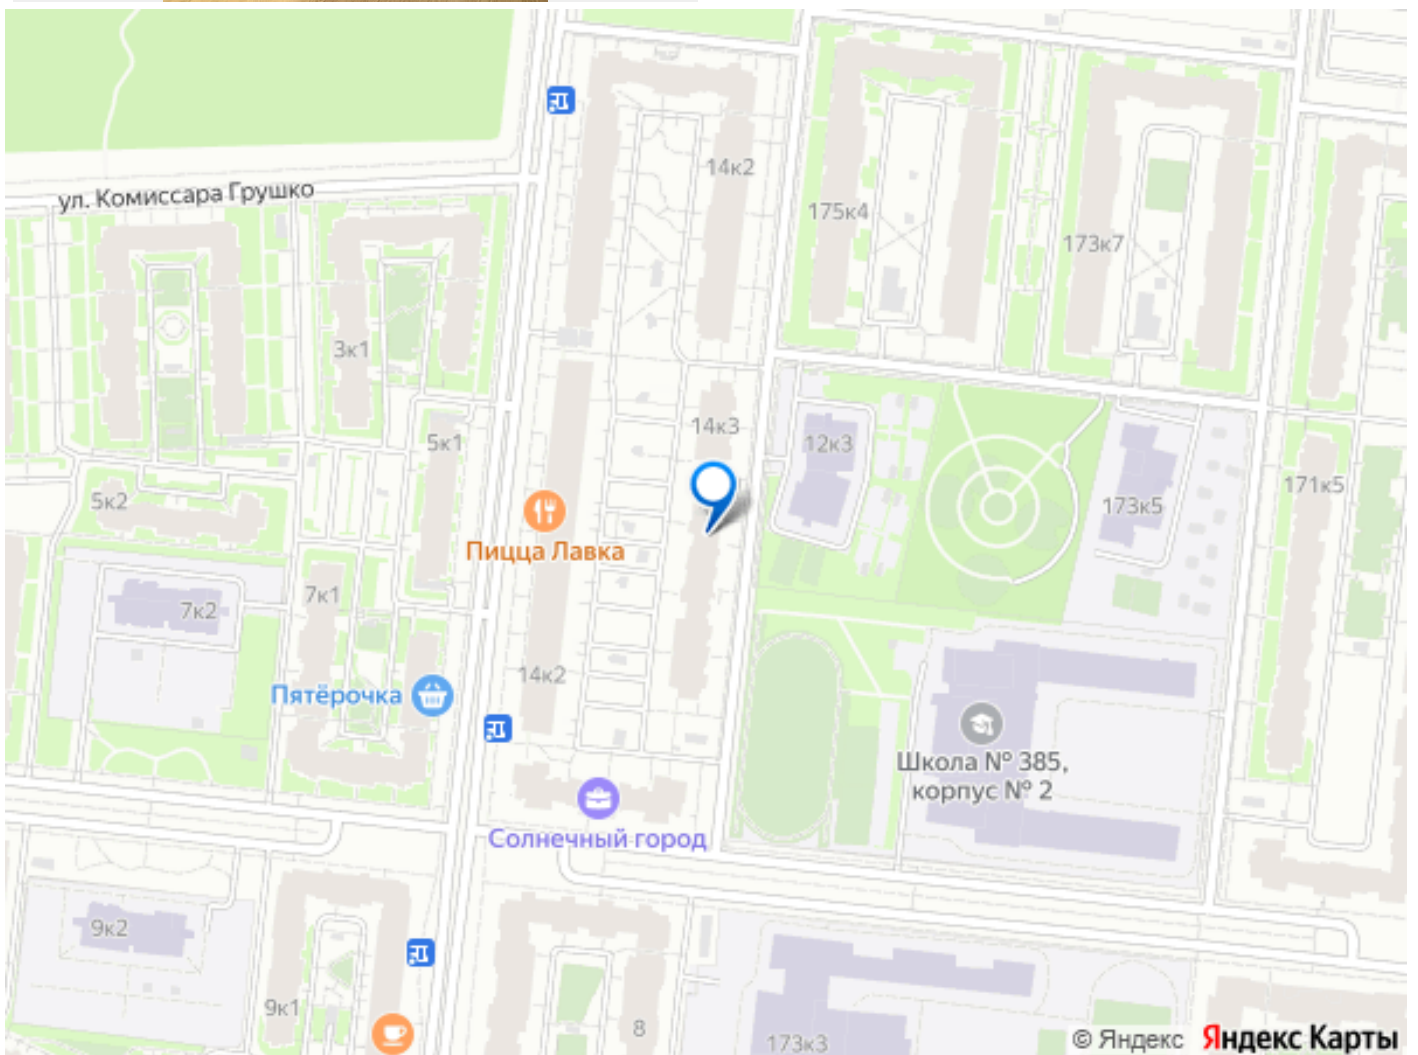 14к2
ул. Комиссара Грушко
175к4
173к7
3к1
14к3
5к1
12к3
5к2
171к5
173к5
Пицца Лавка
7к1
7к2
14к2
Пятёрочка
Школа № 385,
корпус № 2
Солнечный город
9к2
9к1
8
173к3
© Яндекс Яндекс Карты